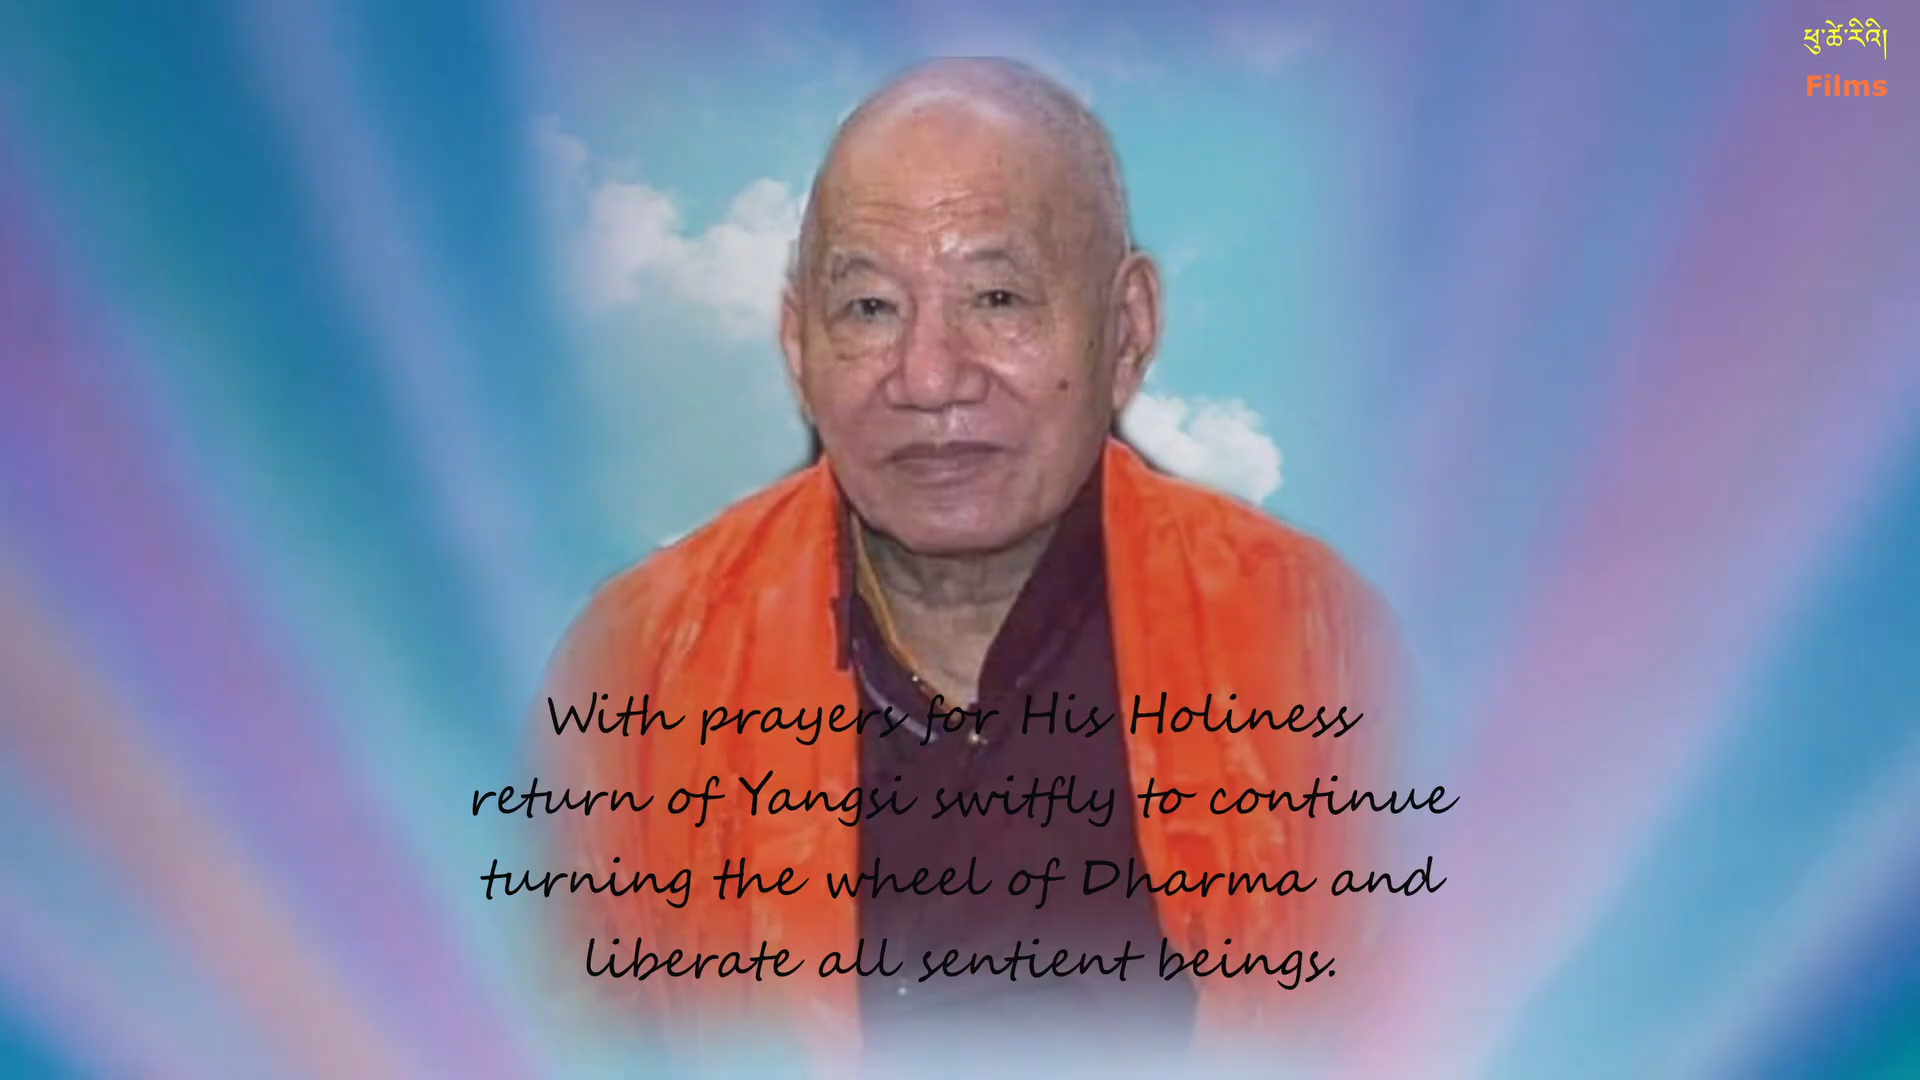 ཕུ་ཚེ་རིའི།
Films
With prayers for His Holiness
return of Yangsi switfly to continue
turning the wheel of Dharma and
liberate all sentient beings.